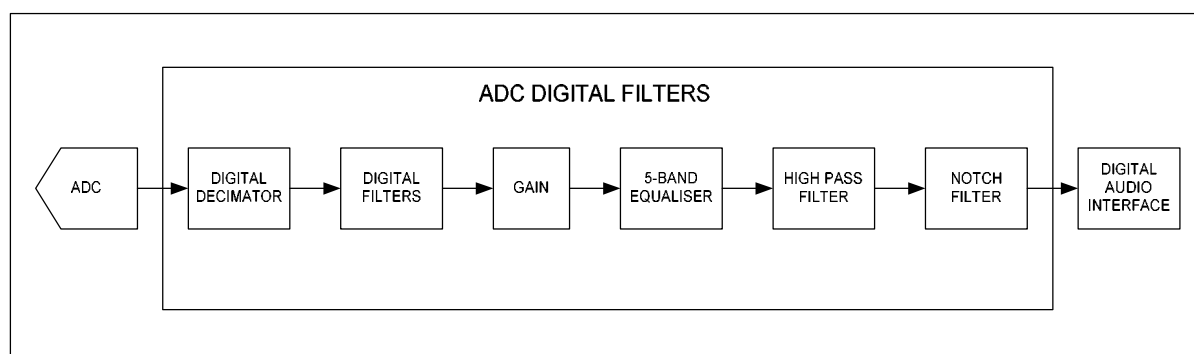 ADC DIGITAL FILTERS
ADC
DIGITAL
DECIMATOR
DIGITAL
FILTERS
GAIN
5-BAND
EQUALISER
HIGH PASS
FILTER
NOTCH
FILTER
DIGITAL
AUDIO
INTERFACE